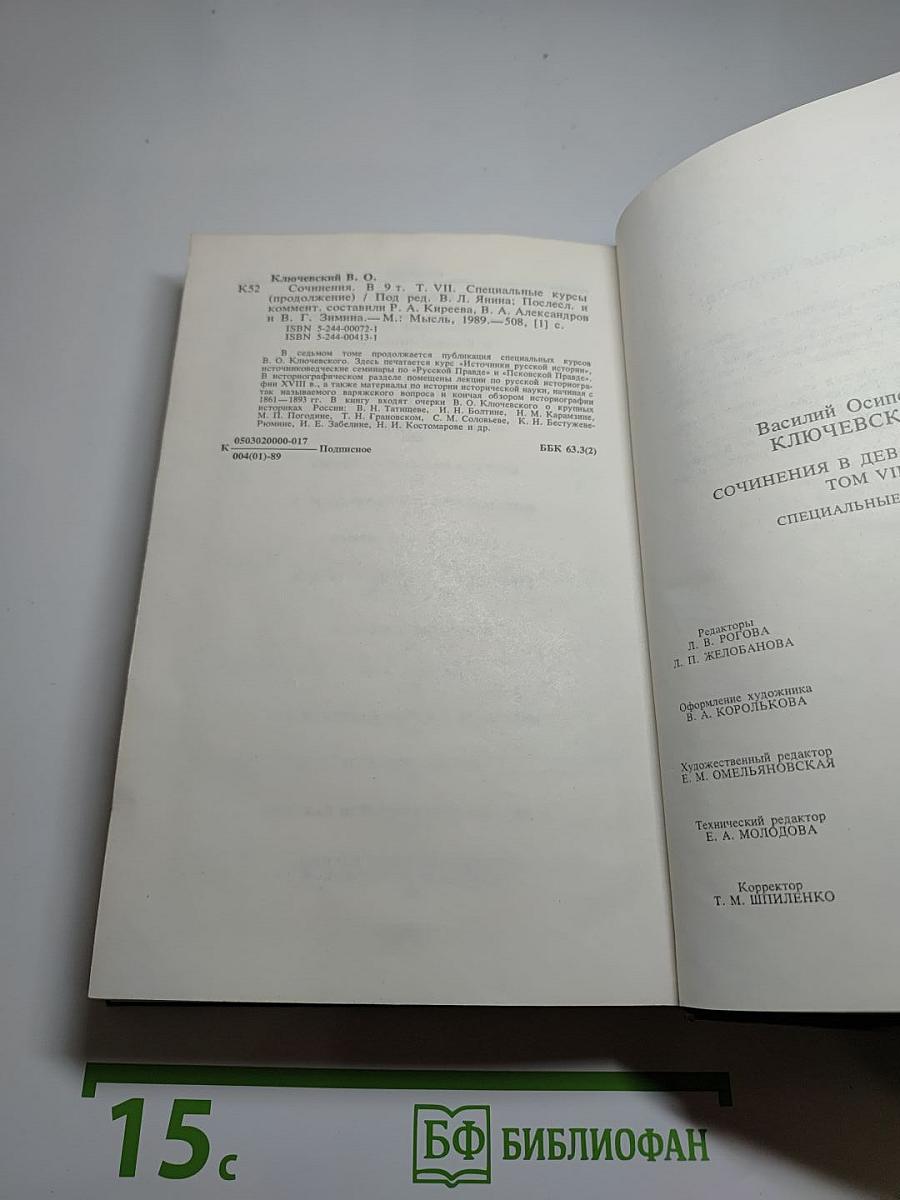 Ключевский В. О.
К52 Сочинения. В 9 т. Т. VII. Специальные курсы
(продолжение) / Под ред. В. Л. Янина; Послесл. и
коммент. составили Р. А. Киреева, В. А. Александров
и В. Г. Зимина.— М.: Мысль, 1989.—508, [1] с.
ISBN 5-244-00072-1
ISBN 5-244-00413-1
В седьмом томе продолжается публикация специальных курсов
В. О. Ключевского. Здесь печатается курс «Источники русской истории»,
источниковедческие семинары по «Русской Правде» и «Псковской Правде».
В историографическом разделе помещены лекции по русской историогра-
фии XVIII в., а также материалы по истории исторической науки, начиная с
так называемого варяжского вопроса и кончая обзором историографии
1861—1893 гг. В книгу входят очерки В. О. Ключевского о крупных
историках России: В. Н. Татищеве, И. Н. Болтине, Н. М. Карамзине,
М. П. Погодине, Т. Н. Грановском, С. М. Соловьеве, К. Н. Бестужеве-
Рюмине, И. Е. Забелине, Н. И. Костомарове и др.
К 0503020000-017
004(01)-89 Подписное ББК 63.3(2)
Василий Осип
КЛЮЧЕВСК
СОЧИНЕНИЯ В ДЕВ
ТОМ VII
СПЕЦИАЛЬНЫЕ
Редакторы
Л. В. РОГОВА
Л. П. ЖЕЛОБАНОВА
Оформление художника
В. А. КОРОЛЬКОВА
Художественный редактор
Е. М. ОМЕЛЬЯНОВСКАЯ
Технический редактор
Е. А. МОЛОДОВА
Корректор
Т. М. ШПИЛЕНКО
15 с
БФ БИБЛИОФАН